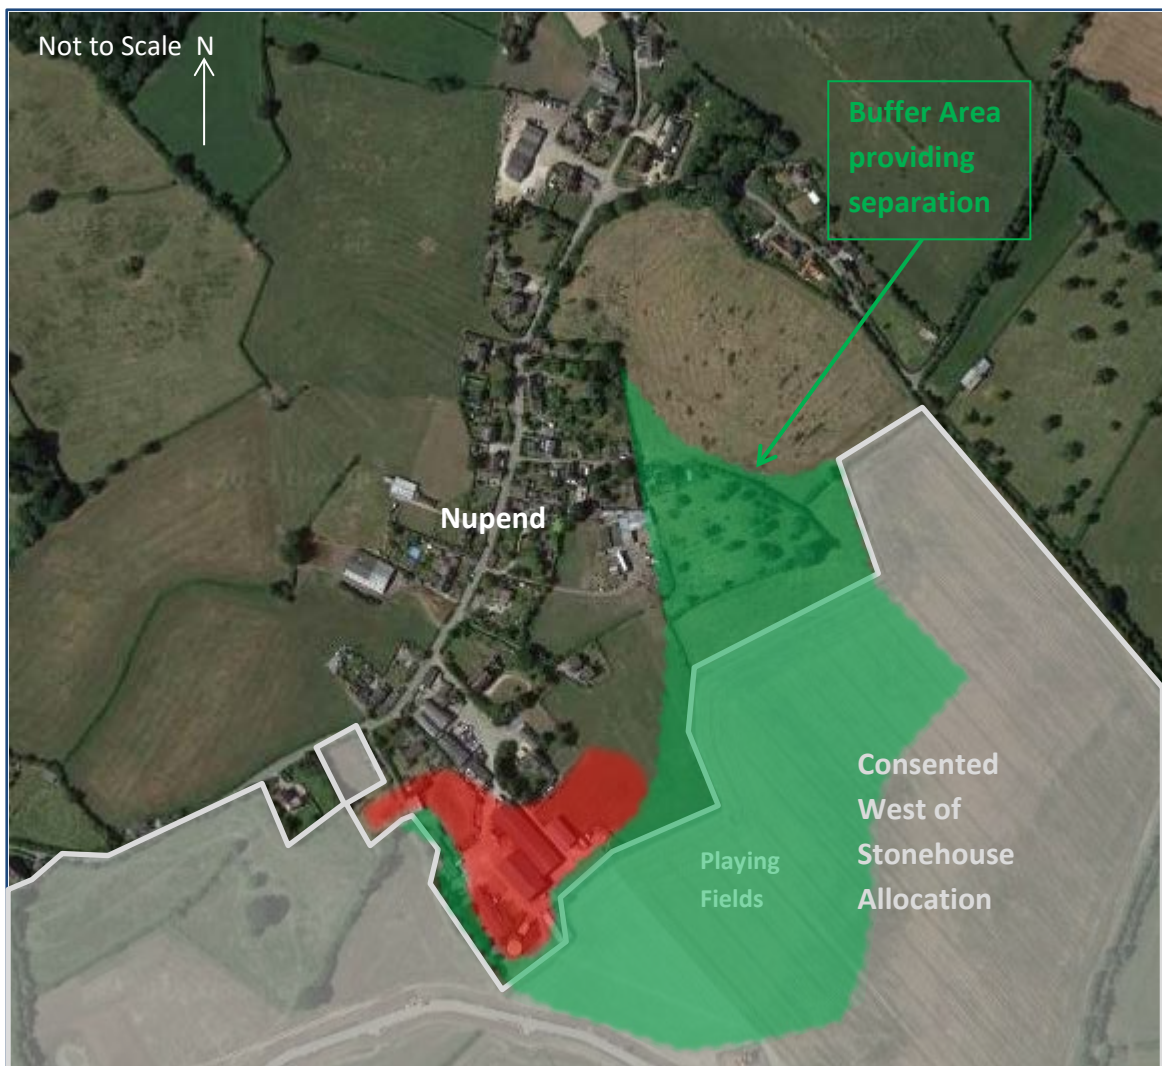 Not to Scale N
Buffer Area
providing
separation
Nupend
Consented
West of
Stonehouse
Allocation
Playing
Fields